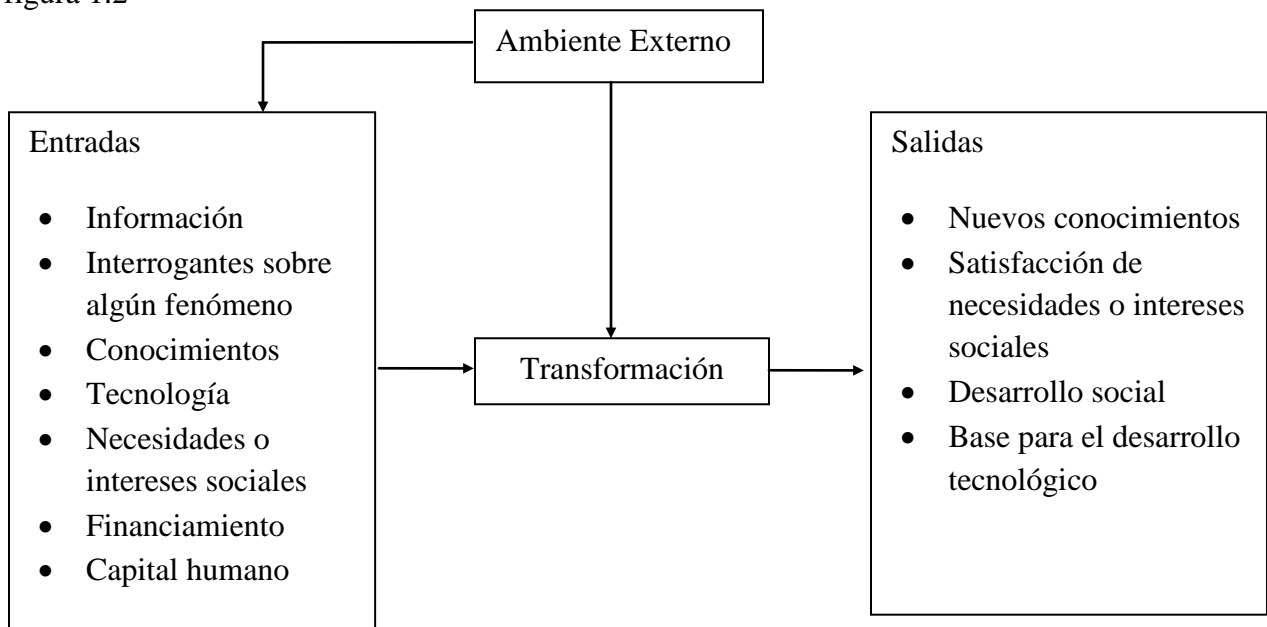 figura 1.2
Ambiente Externo
Entradas
• Información
• Interrogantes sobre
algún fenómeno
• Conocimientos
• Tecnología
• Necesidades o
intereses sociales
• Financiamiento
• Capital humano
Transformación
Salidas
• Nuevos conocimientos
• Satisfacción de
necesidades o intereses
sociales
• Desarrollo social
• Base para el desarrollo
tecnológico